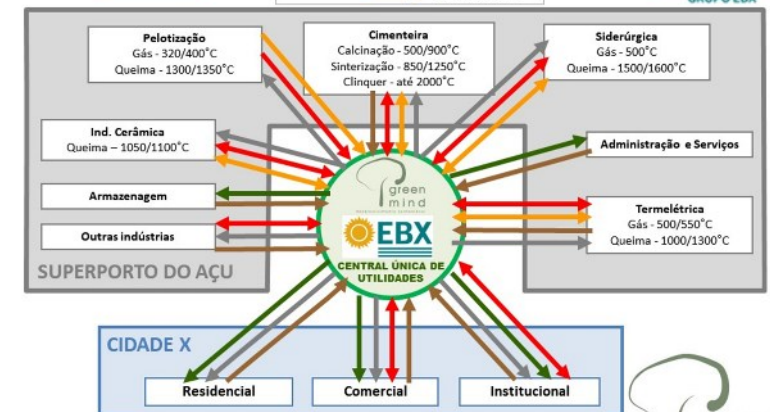 GRUPO EBX
Pelotização
Gás - 320/400°C
Queima - 1300/1350°C
Cimenteira
Calcinação - 500/900°C
Sinterização - 850/1250°C
Clinquer - até 2000°C
Siderúrgica
Gás - 500°C
Queima - 1500/1600°C
Ind. Cerâmica
Queima – 1050/1100°C
Administração e Serviços
Armazenagem
Outras indústrias
green
mind
EBX
CENTRAL ÚNICA DE
UTILIDADES
Termelétrica
Gás - 500/550°C
Queima - 1000/1300°C
SUPERPORTO DO AÇU
CIDADE X
Residencial
Comercial
Institucional